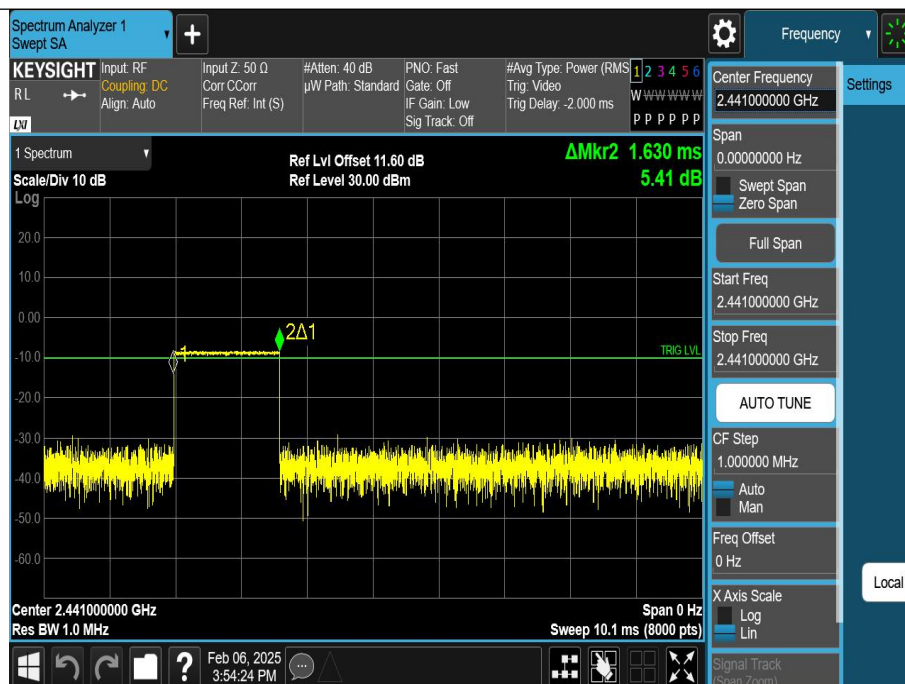 Spectrum Analyzer 1
Swept SA
Frequency
KEYSIGHT
RL
LXI
Input: RF
Coupling: DC
Align: Auto
Input Z: 50 Ω
Corr CCorr
Freq Ref: Int (S)
#Atten: 40 dB
µW Path: Standard
PNO: Fast
Gate: Off
IF Gain: Low
Sig Track: Off
#Avg Type: Power (RMS
Trig: Video
Trig Delay: -2.000 ms
1 2 3 4 5 6
W W W W W W
P P P P P P
1 Spectrum
Scale/Div 10 dB
Log
Ref Lvl Offset 11.60 dB
Ref Level 30.00 dBm
ΔMkr2 1.630 ms
5.41 dB
20.0
10.0
0.00
-10.0
-20.0
-30.0
-40.0
-50.0
-60.0
1
2Δ1
TRIG LVL
Center 2.441000000 GHz
Res BW 1.0 MHz
Span 0 Hz
Sweep 10.1 ms (8000 pts)
Center Frequency
2.441000000 GHz
Settings
Span
0.00000000 Hz
Swept Span
Zero Span
Full Span
Start Freq
2.441000000 GHz
Stop Freq
2.441000000 GHz
AUTO TUNE
CF Step
1.000000 MHz
Auto
Man
Freq Offset
0 Hz
Local
X Axis Scale
Log
Lin
Signal Track
(Span Zoom)
?
Feb 06, 2025
3:54:24 PM